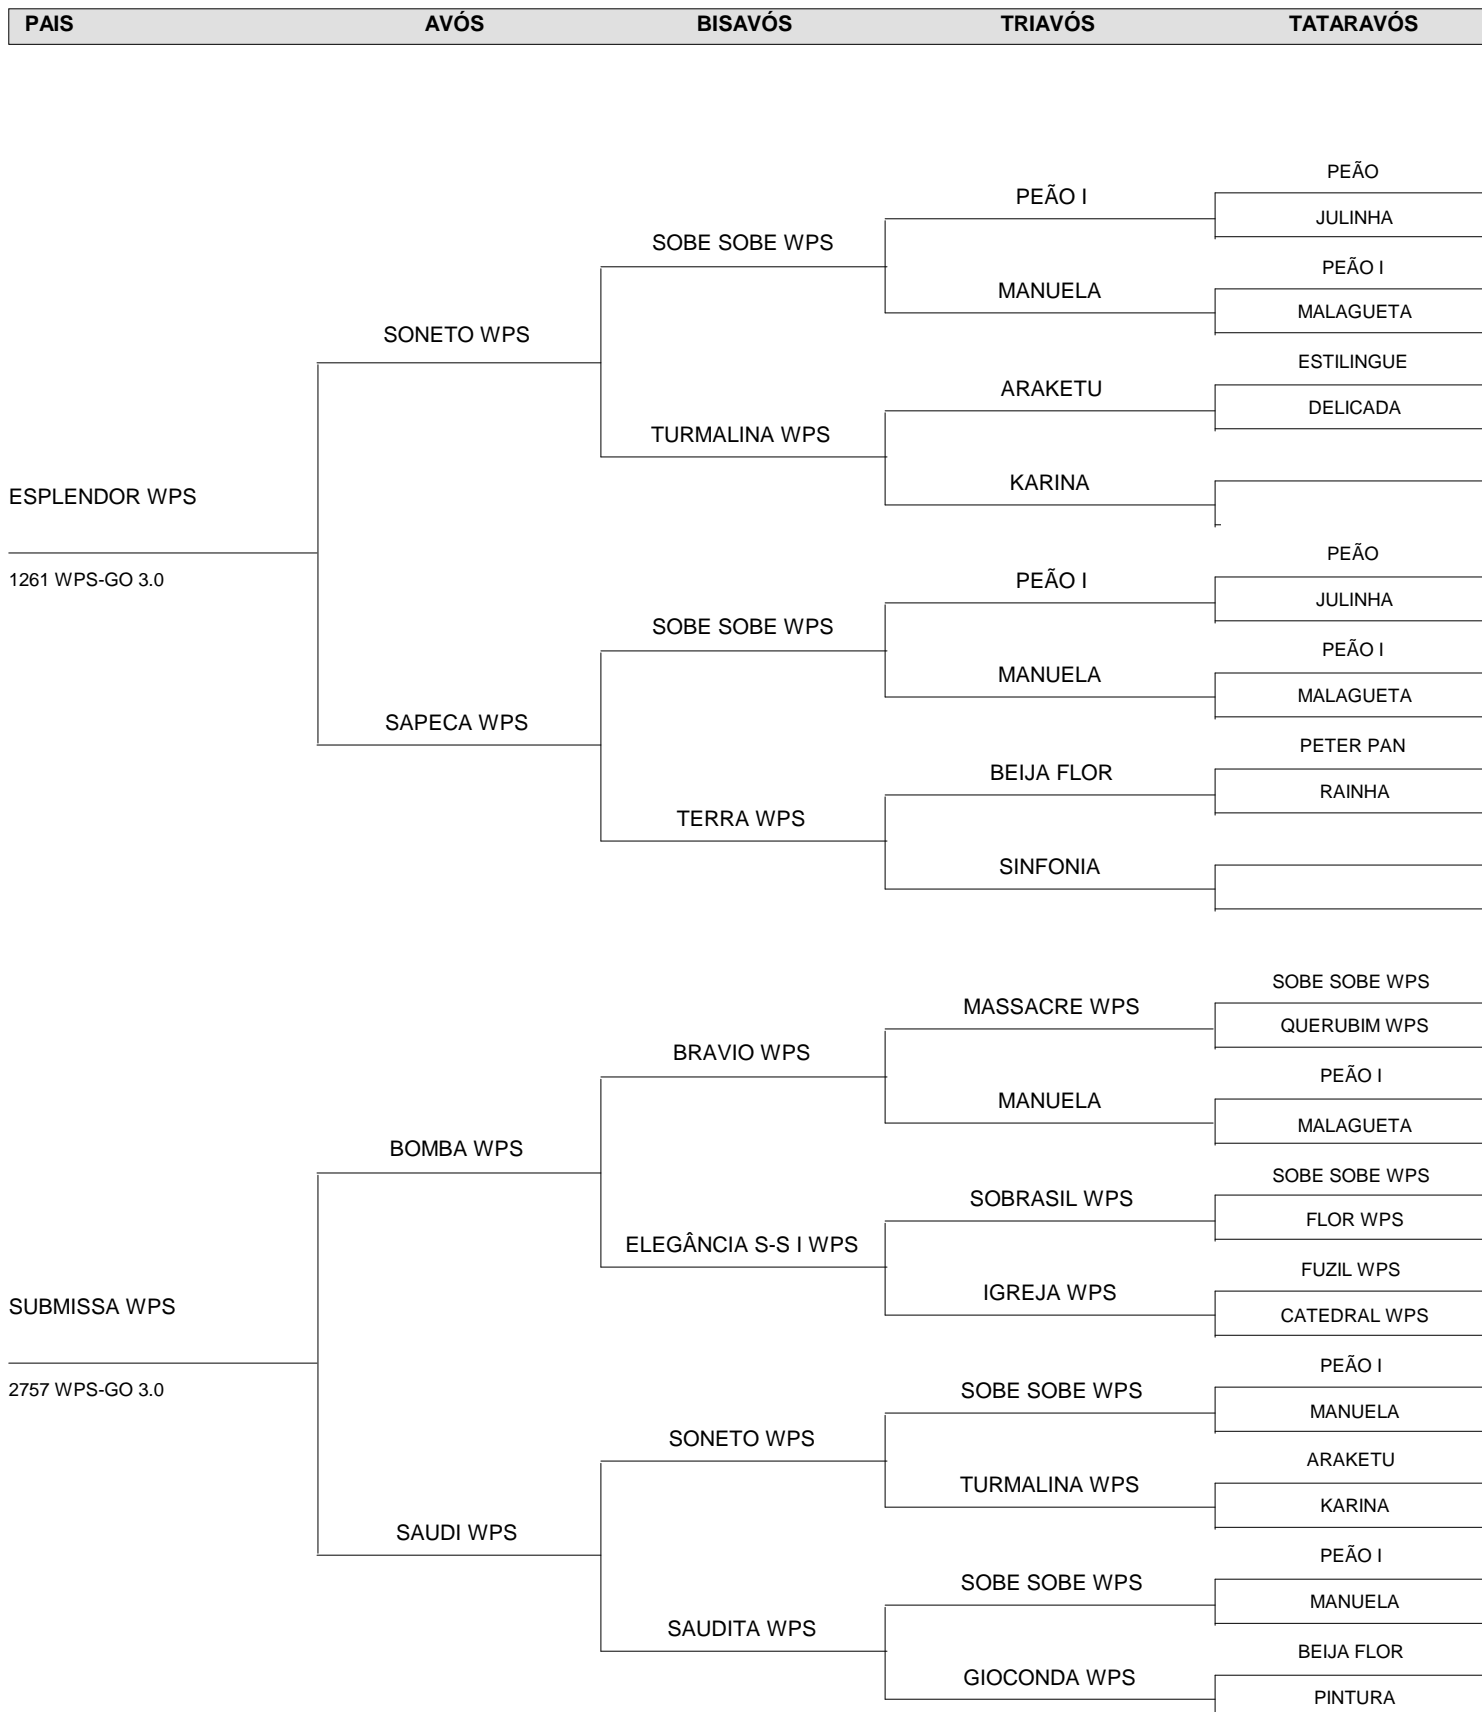 PAIS AVÓS BISAVÓS TRIAVÓS TATARAVÓS
PEÃO
PEÃO I
JULINHA
SOBE SOBE WPS
PEÃO I
MANUELA
MALAGUETA
SONETO WPS
ESTILINGUE
ARAKETU
DELICADA
TURMALINA WPS
KARINA
ESPLENDOR WPS
PEÃO
1261 WPS-GO 3.0
PEÃO I
JULINHA
SOBE SOBE WPS
PEÃO I
MANUELA
MALAGUETA
SAPECA WPS
PETER PAN
BEIJA FLOR
RAINHA
TERRA WPS
SINFONIA
SOBE SOBE WPS
MASSACRE WPS
QUERUBIM WPS
BRAVIO WPS
PEÃO I
MANUELA
MALAGUETA
BOMBA WPS
SOBE SOBE WPS
SOBRASIL WPS
FLOR WPS
ELEGÂNCIA S-S I WPS
FUZIL WPS
IGREJA WPS
SUBMISSA WPS
CATEDRAL WPS
PEÃO I
2757 WPS-GO 3.0
SOBE SOBE WPS
MANUELA
SONETO WPS
ARAKETU
TURMALINA WPS
KARINA
SAUDI WPS
PEÃO I
SOBE SOBE WPS
MANUELA
SAUDITA WPS
BEIJA FLOR
GIOCONDA WPS
PINTURA